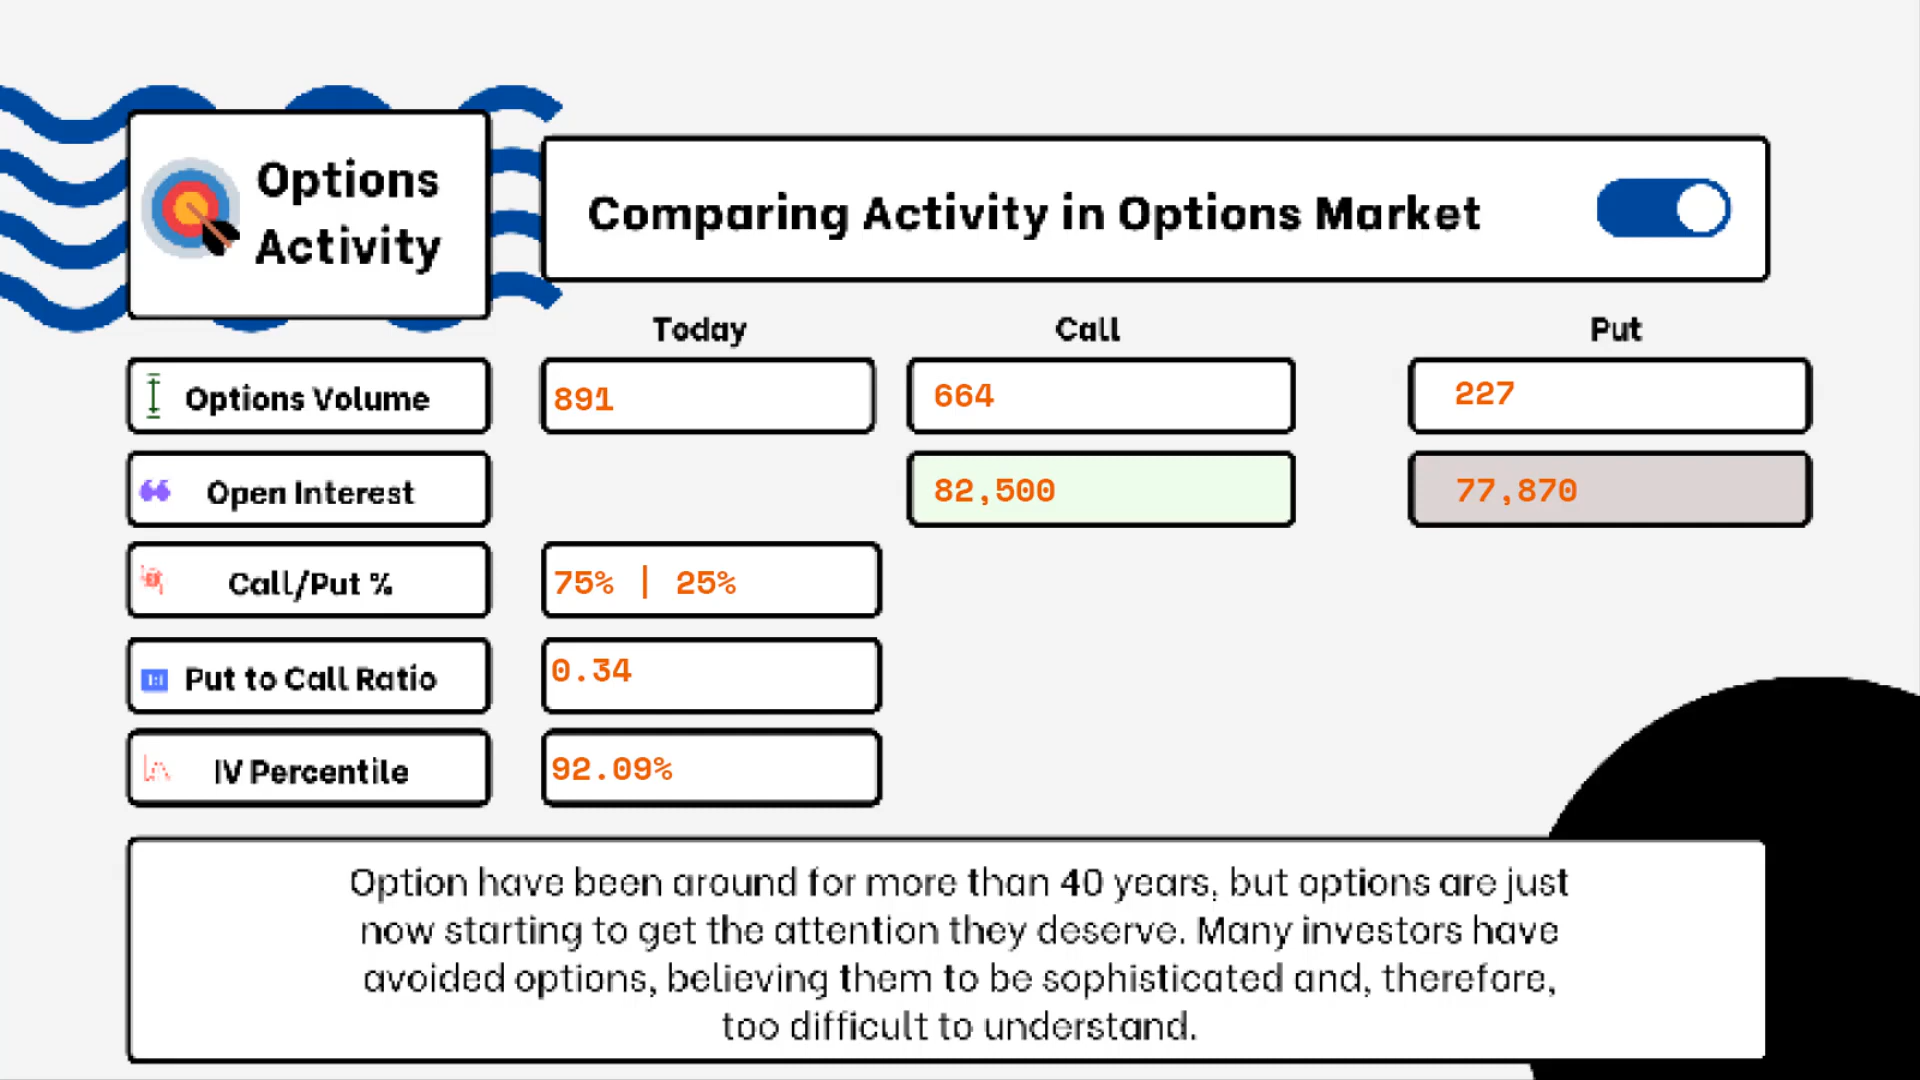 Options
Activity
Comparing Activity in Options Market
Today Call Put
Options Volume 891 664 227
Open Interest 82,500 77,870
Call/Put % 75% | 25%
Put to Call Ratio 0.34
IV Percentile 92.09%
Option have been around for more than 40 years, but options are just
now starting to get the attention they deserve. Many investors have
avoided options, believing them to be sophisticated and, therefore,
too difficult to understand.